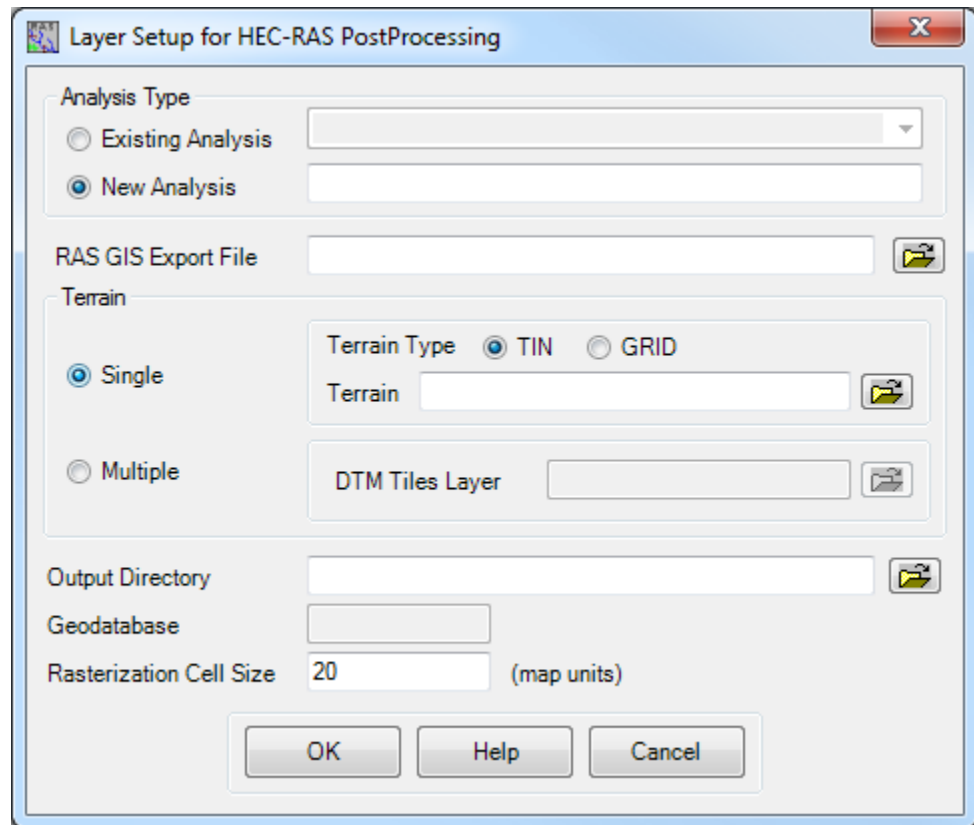 Layer Setup for HEC-RAS PostProcessing
Analysis Type
Existing Analysis
New Analysis
RAS GIS Export File
Terrain
Single
Terrain Type TIN GRID
Terrain
Multiple
DTM Tiles Layer
Output Directory
Geodatabase
Rasterization Cell Size 20 (map units)
OK Help Cancel